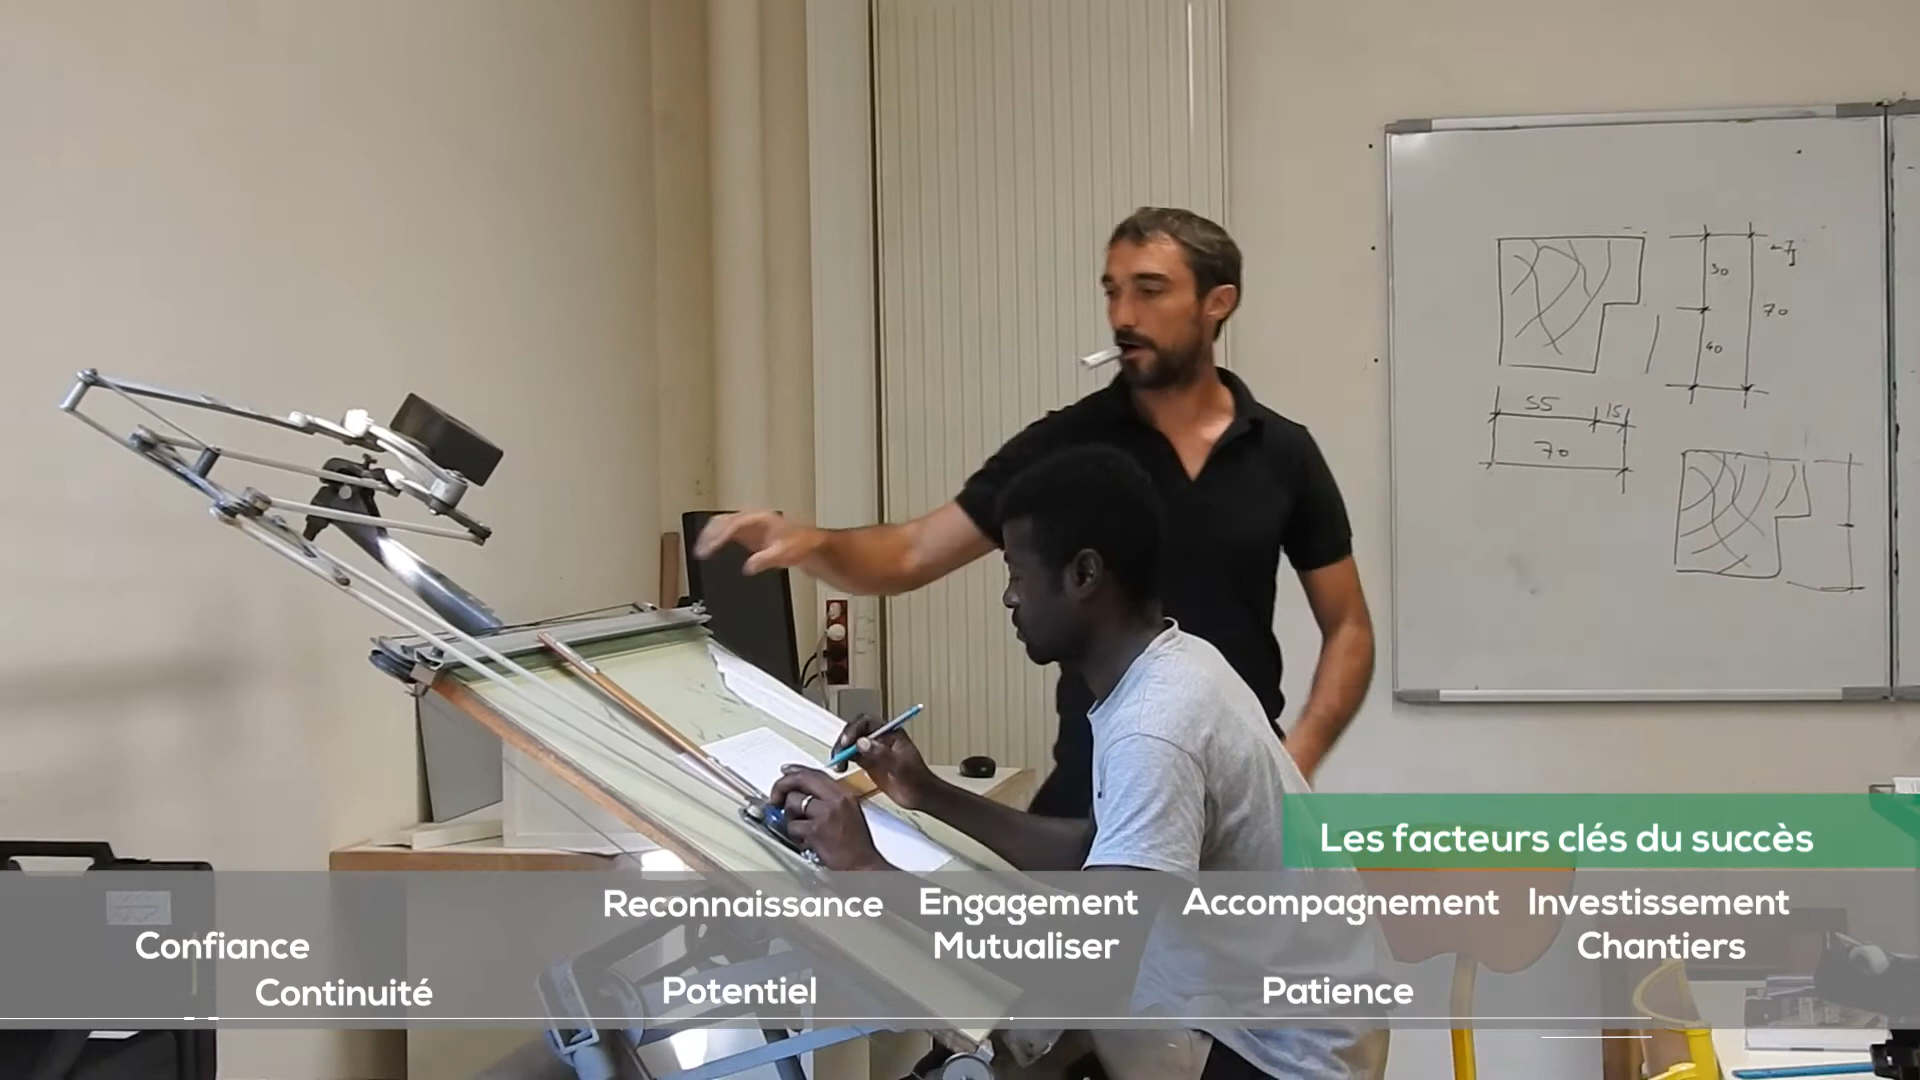 30
70
40
55
15
70
Les facteurs clés du succès
Reconnaissance Engagement Accompagnement Investissement
Confiance Mutualiser Chantiers
Continuité Potentiel Patience